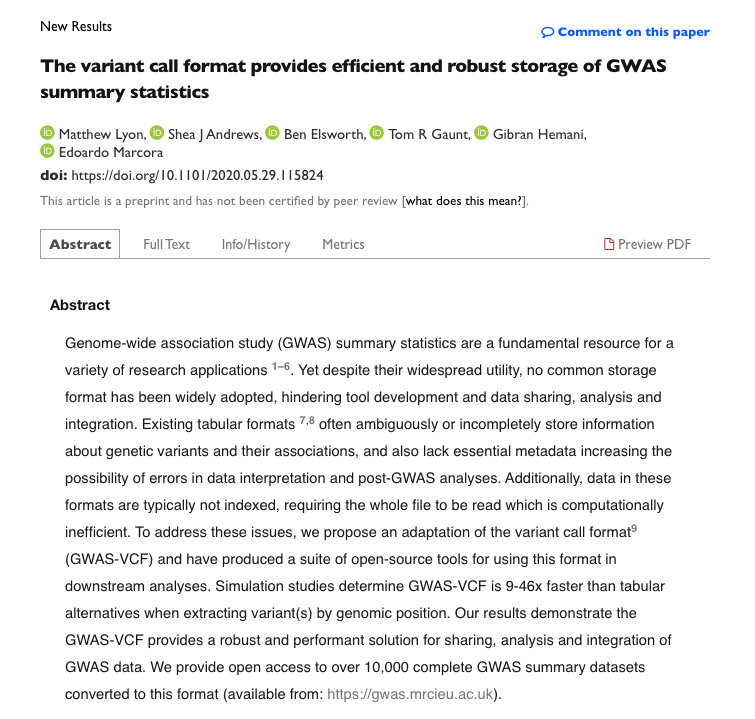 New Results
Comment on this paper
The variant call format provides efficient and robust storage of GWAS
summary statistics
iD Matthew Lyon, iD Shea J Andrews, iD Ben Elsworth, iD Tom R Gaunt, iD Gibran Hemani,
iD Edoardo Marcora
doi: https://doi.org/10.1101/2020.05.29.115824
This article is a preprint and has not been certified by peer review [what does this mean?].
Abstract Full Text Info/History Metrics Preview PDF
Abstract
Genome-wide association study (GWAS) summary statistics are a fundamental resource for a
variety of research applications 1–6. Yet despite their widespread utility, no common storage
format has been widely adopted, hindering tool development and data sharing, analysis and
integration. Existing tabular formats 7,8 often ambiguously or incompletely store information
about genetic variants and their associations, and also lack essential metadata increasing the
possibility of errors in data interpretation and post-GWAS analyses. Additionally, data in these
formats are typically not indexed, requiring the whole file to be read which is computationally
inefficient. To address these issues, we propose an adaptation of the variant call format9
(GWAS-VCF) and have produced a suite of open-source tools for using this format in
downstream analyses. Simulation studies determine GWAS-VCF is 9-46x faster than tabular
alternatives when extracting variant(s) by genomic position. Our results demonstrate the
GWAS-VCF provides a robust and performant solution for sharing, analysis and integration of
GWAS data. We provide open access to over 10,000 complete GWAS summary datasets
converted to this format (available from: https://gwas.mrcieu.ac.uk).